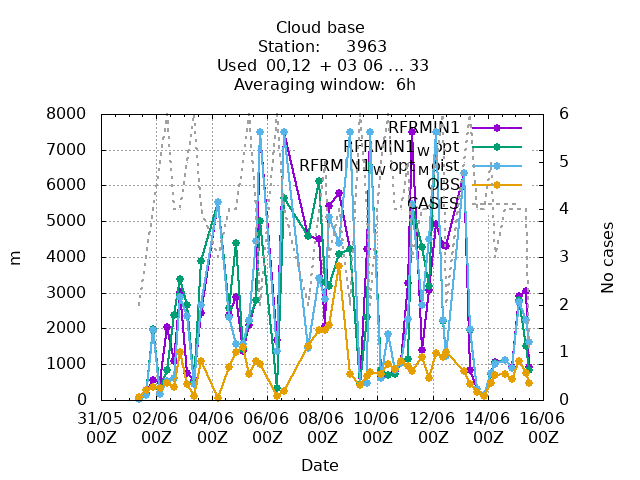 Cloud base
Station: 3963
Used 00,12 + 03 06 ... 33
Averaging window: 6h
8000
7000
6000
5000
4000
3000
2000
1000
0
m
6
5
4
3
2
1
0
No cases
RFRMIN1
RFRMIN1_W_opt
RFRMIN1_W_opt_M_pist
OBS
CASES
31/05 02/06 04/06 06/06 08/06 10/06 12/06 14/06 16/06
00Z 00Z 00Z 00Z 00Z 00Z 00Z 00Z 00Z
Date